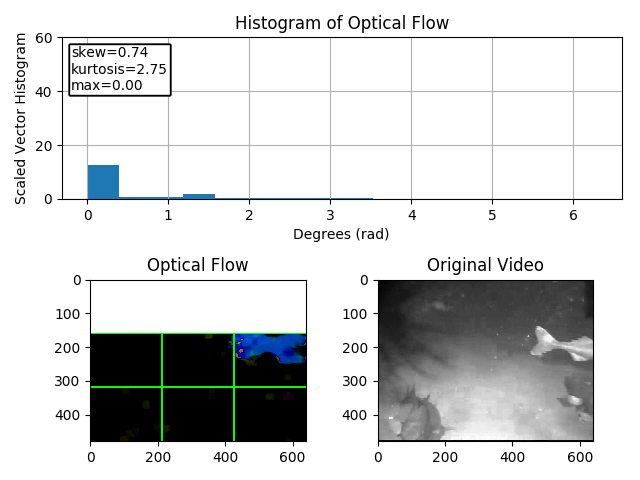 Histogram of Optical Flow
60
40
20
0
Scaled Vector Histogram
skew=0.74
kurtosis=2.75
max=0.00
0 1 2 3 4 5 6
Degrees (rad)
Optical Flow
0
100
200
300
400
0 200 400 600
Original Video
0
100
200
300
400
0 200 400 600